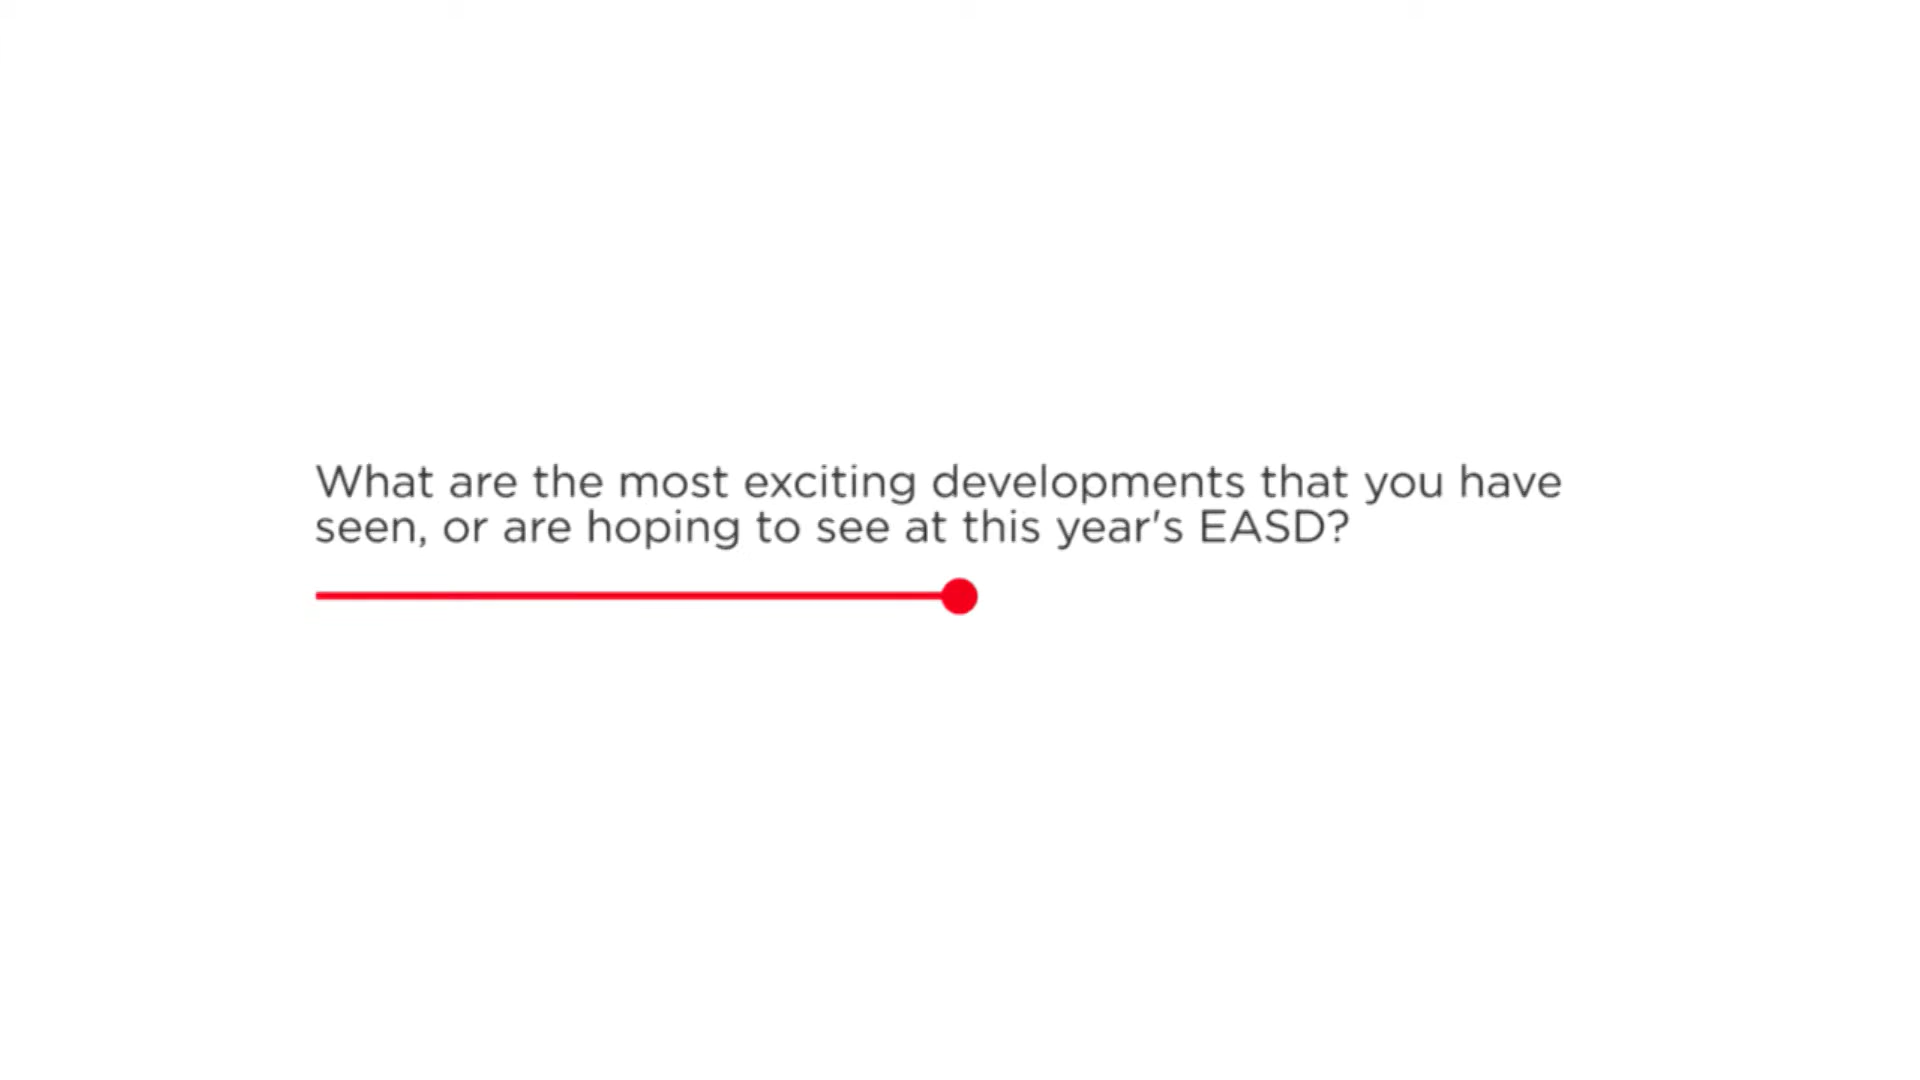 What are the most exciting developments that you have
seen, or are hoping to see at this year's EASD?